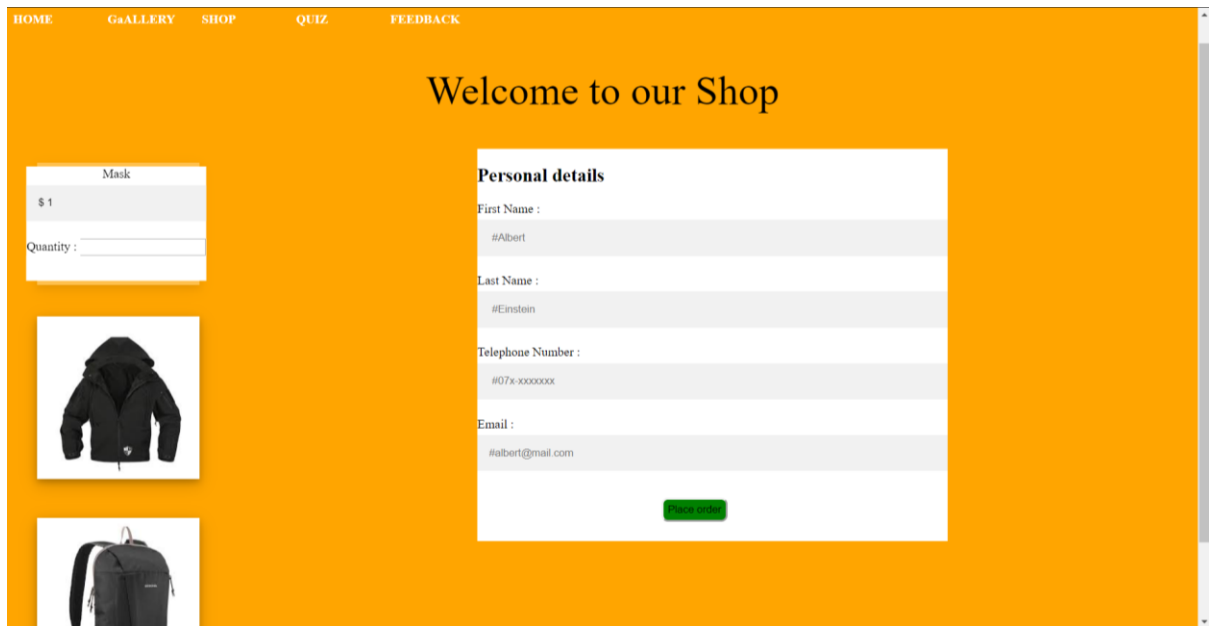 HOME GaALLERY SHOP QUIZ FEEDBACK
Welcome to our Shop
Mask
$ 1
Quantity :
Personal details
First Name :
#Albert
Last Name :
#Einstein
Telephone Number :
#07x-xxxxxxx
Email :
#albert@mail.com
Place order